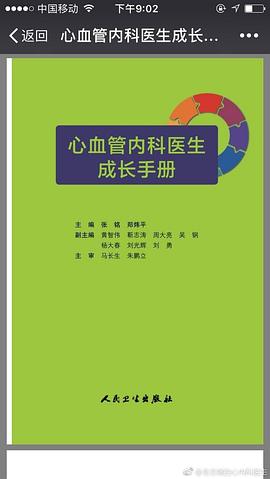 中国移动 下午9:02
返回 心血管内科医生成长...
心血管内科医生
成长手册
主 编 张 铭 郑炜平
副主编 黄智伟 靳志涛 周大亮 吴 钢
杨大春 刘光辉 刘 勇
主 审 马长生 朱鹏立
人民卫生出版社